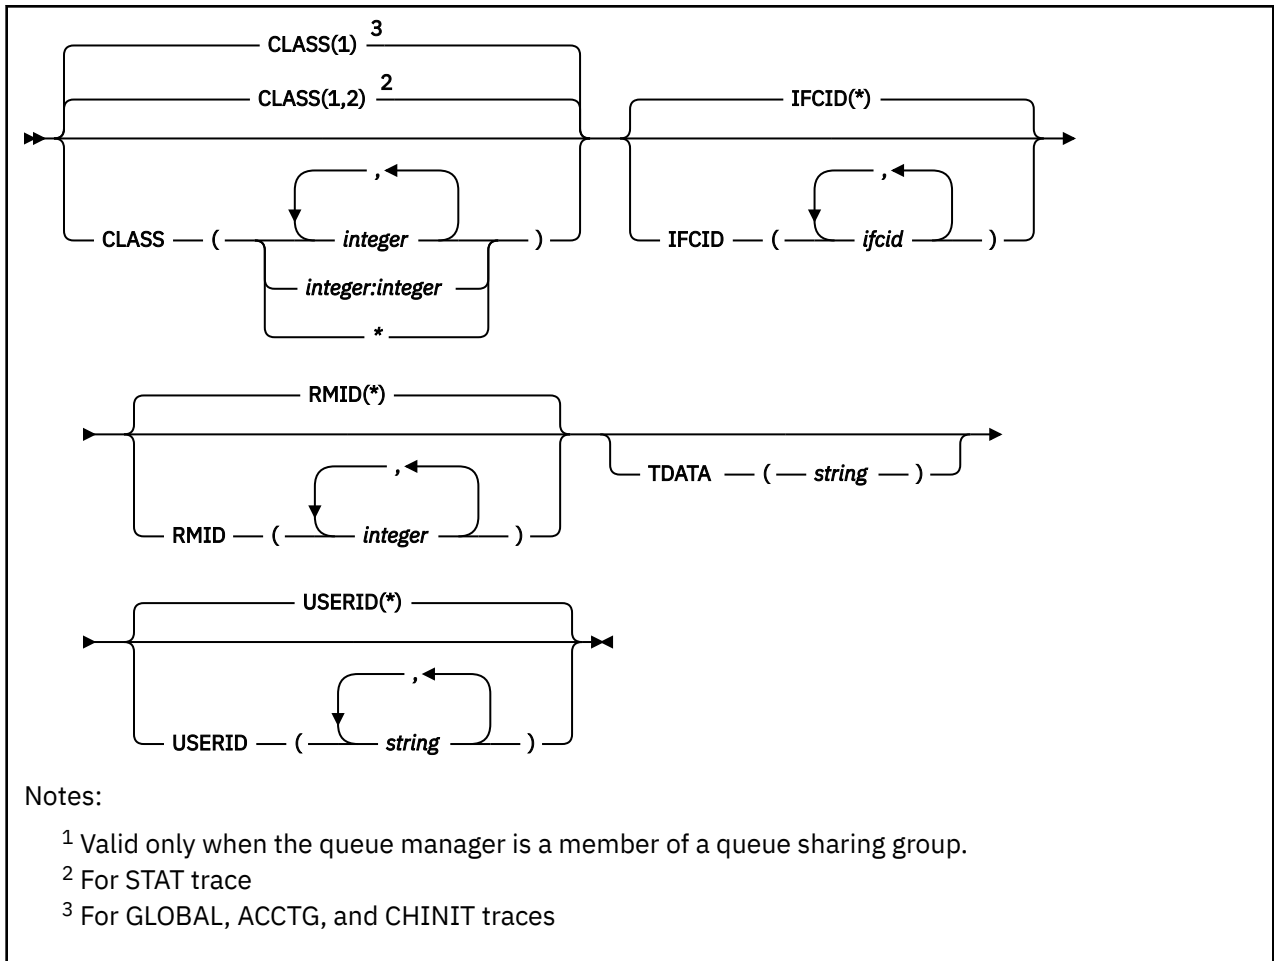 CLASS(1) 3
CLASS(1,2) 2
IFCID(*)
, ,
CLASS ( integer ) IFCID ( ifcid )
integer:integer
*
RMID(*)
,
TDATA ( string )
RMID ( integer )
USERID(*)
,
USERID ( string )
Notes:
1 Valid only when the queue manager is a member of a queue sharing group.
2 For STAT trace
3 For GLOBAL, ACCTG, and CHINIT traces